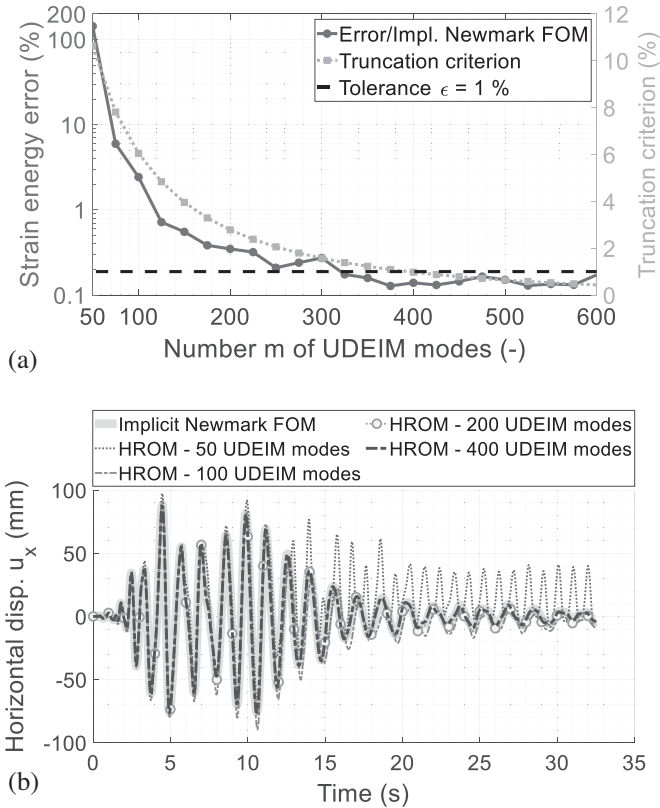 Error/Impl. Newmark FOM
Truncation criterion
Tolerance ϵ = 1 %
Strain energy error (%)
200
100
10
1
0.1
Truncation criterion (%)
12
10
8
6
4
2
0
50 100 200 300 400 500 600
Number m of UDEIM modes (-)
(a)
Implicit Newmark FOM
HROM - 50 UDEIM modes
HROM - 100 UDEIM modes
HROM - 200 UDEIM modes
HROM - 400 UDEIM modes
Horizontal disp. u_x (mm)
100
50
0
-50
-100
0 5 10 15 20 25 30 35
Time (s)
(b)